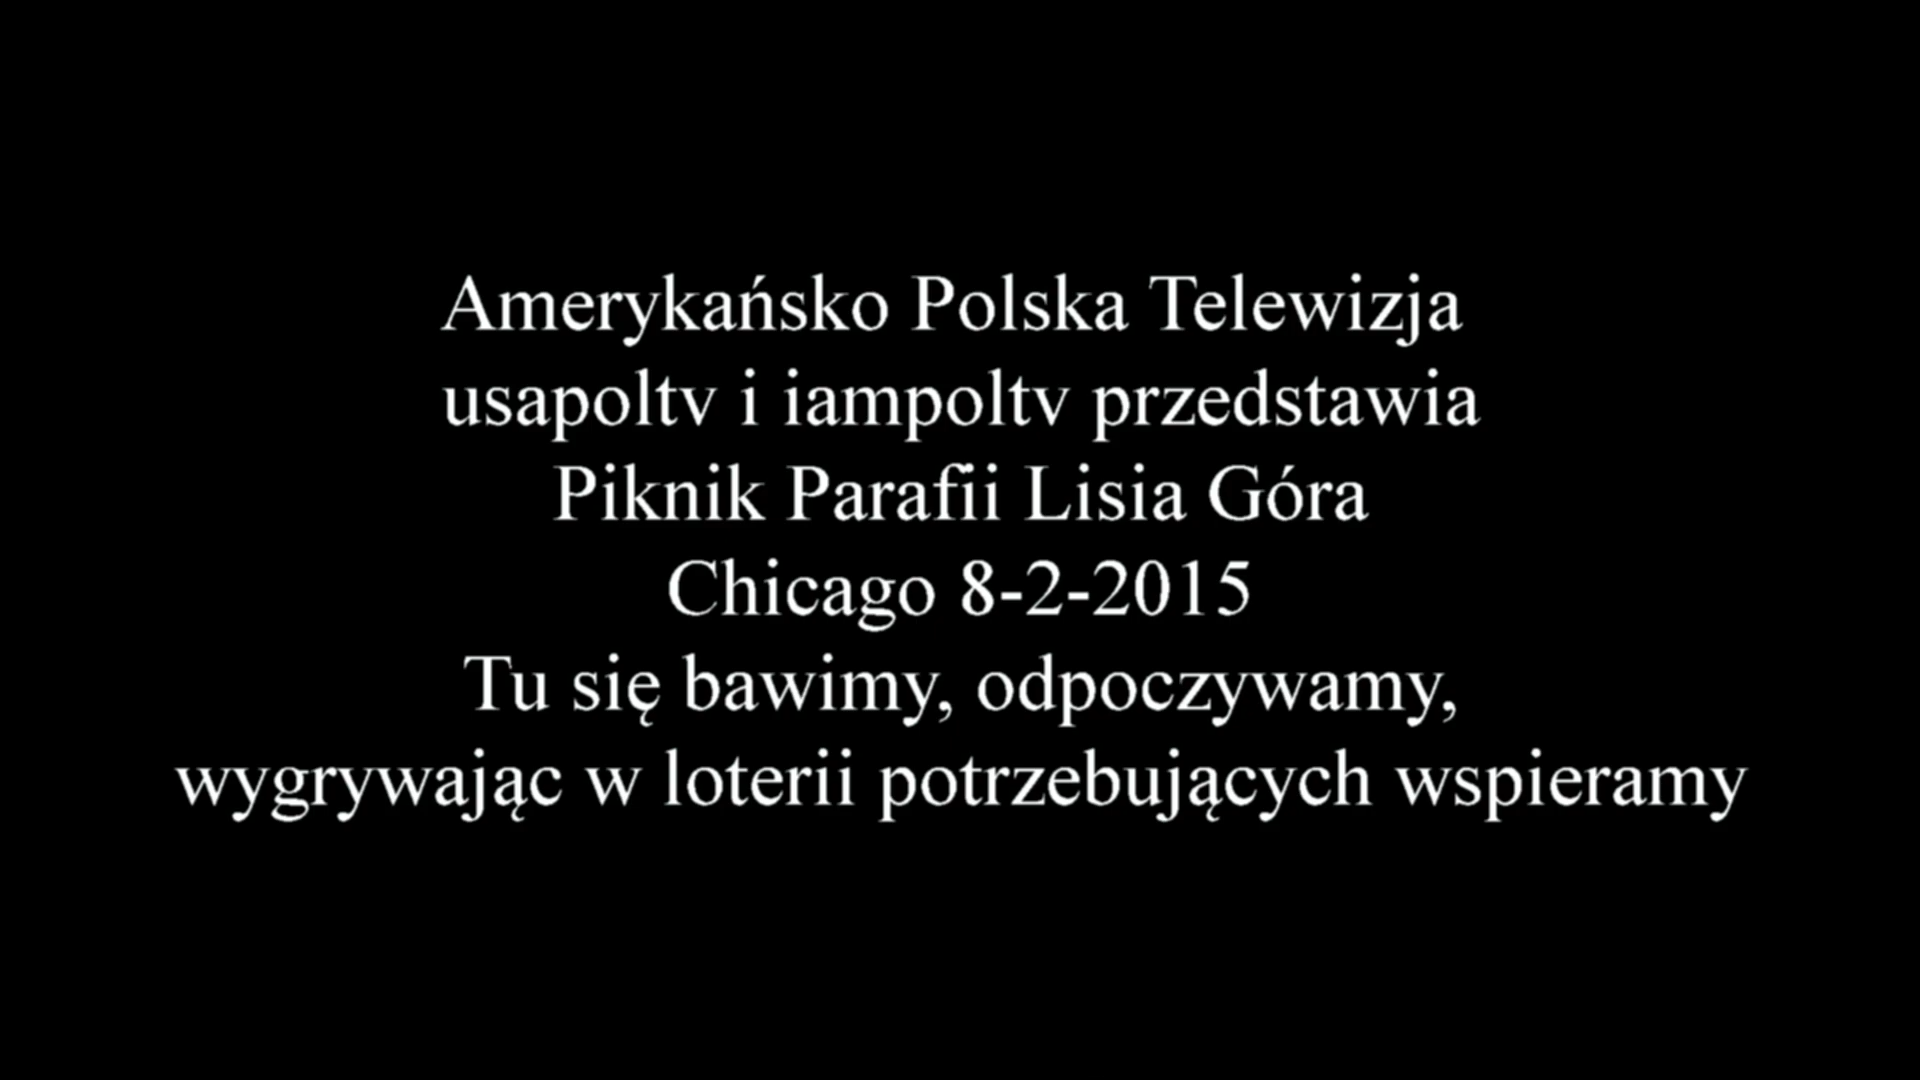 Amerykańsko Polska Telewizja
usapoltv i iampoltv przedstawia
Piknik Parafii Lisia Góra
Chicago 8-2-2015
Tu się bawimy, odpoczywamy,
wygrywając w loterii potrzebujących wspieramy